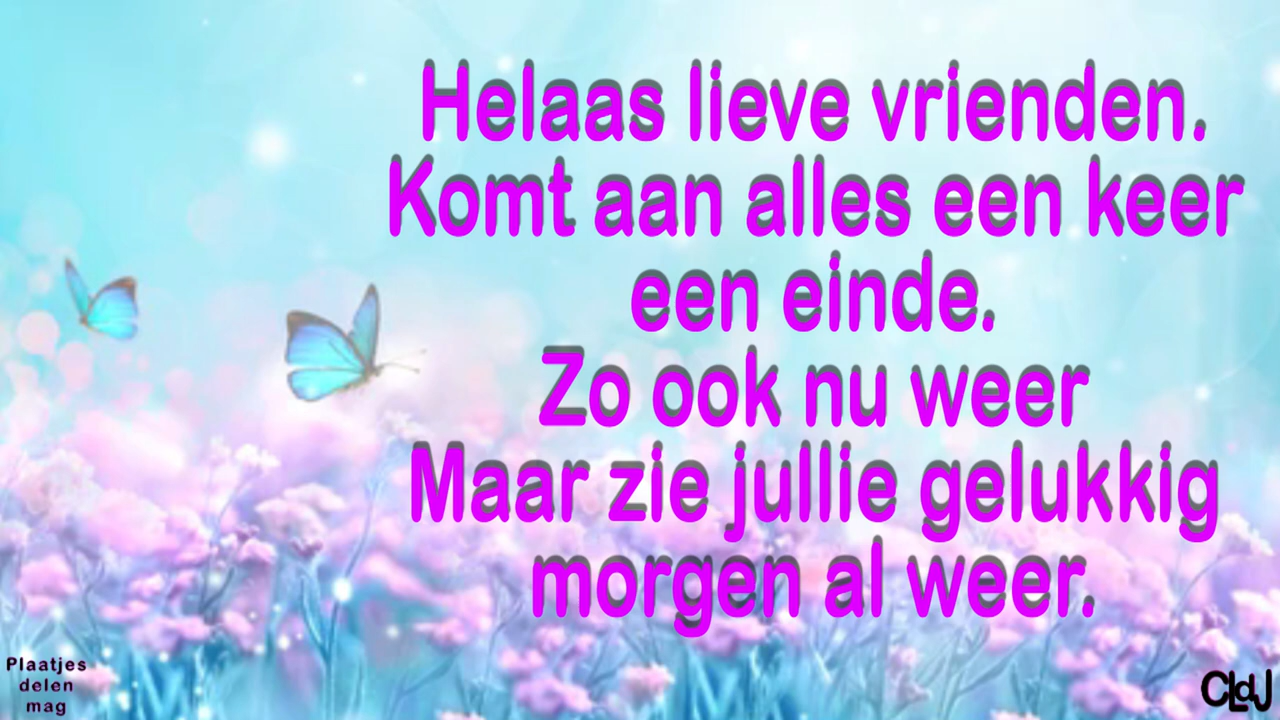 Helaas lieve vrienden.
Komt aan alles een keer
een einde.
Zo ook nu weer
Maar zie jullie gelukkig
morgen al weer.
Plaatjes
delen
mag
CLdJ